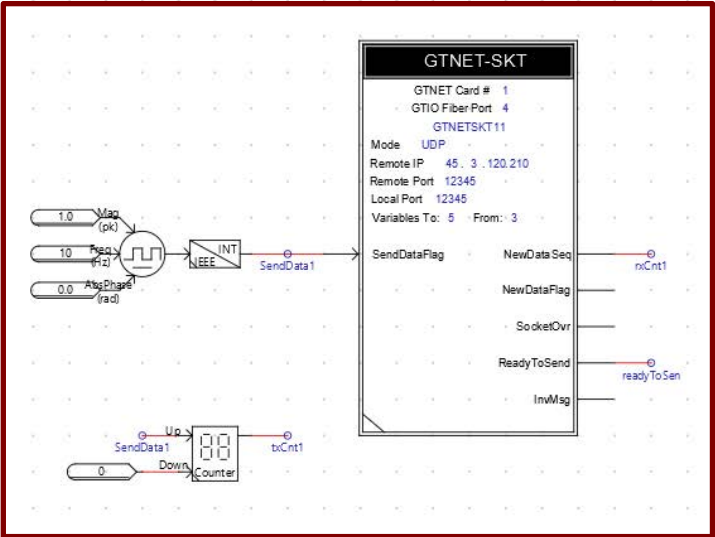 GTNET-SKT
GTNET Card # 1
GTIO Fiber Port 4
GTNETSKT11
Mode UDP
Remote IP 45 . 3 . 120. 210
Remote Port 12345
Local Port 12345
Variables To: 5 From: 3
1.0 Mag
(pk)
10 Freq
(Hz)
0.0 AbsPhase
(rad)
INT
IEEE
SendData1
SendDataFlag
NewDataSeq
rxCnt1
NewDataFlag
SocketOvr
ReadyToSend
readyToSen
InvMsg
Up
SendData1
txCnt1
0 Down
Counter